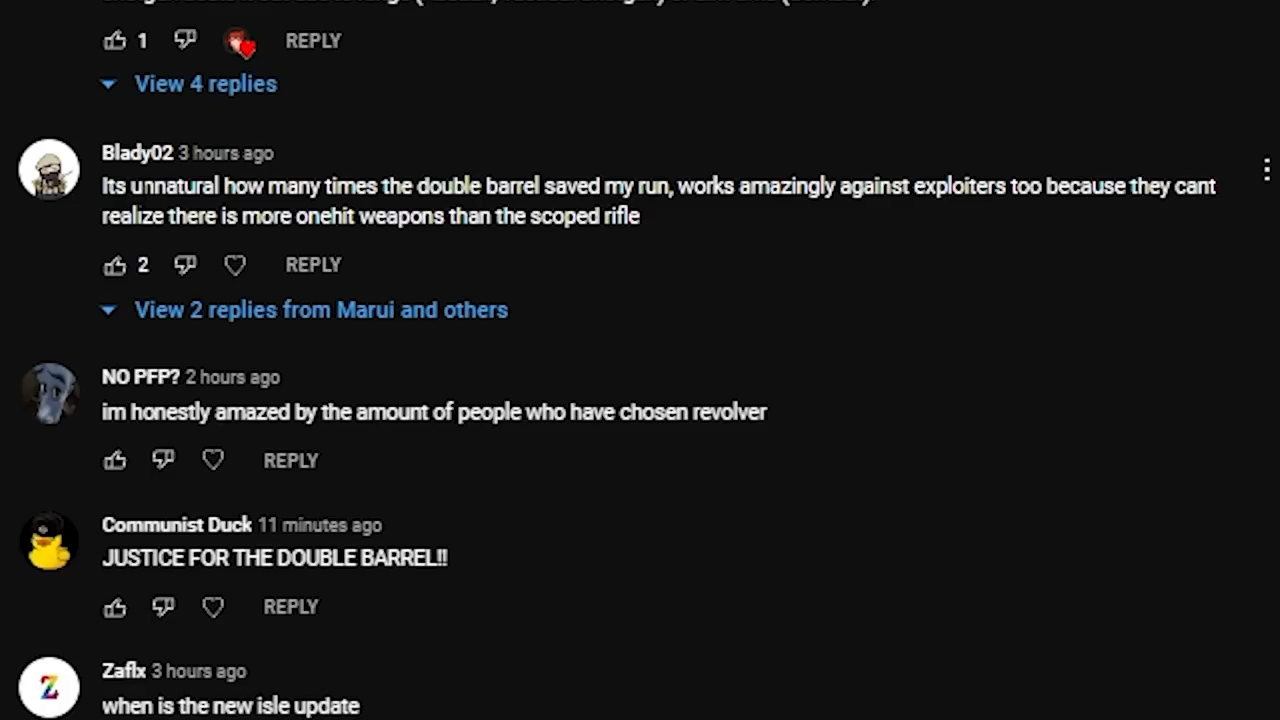 1 REPLY
View 4 replies
Blady02 3 hours ago
Its unnatural how many times the double barrel saved my run, works amazingly against exploiters too because they cant
realize there is more onehit weapons than the scoped rifle
2 REPLY
View 2 replies from Marui and others
NO PFP? 2 hours ago
im honestly amazed by the amount of people who have chosen revolver
REPLY
Communist Duck 11 minutes ago
JUSTICE FOR THE DOUBLE BARREL!!
REPLY
Zaflx 3 hours ago
Z
when is the new isle update